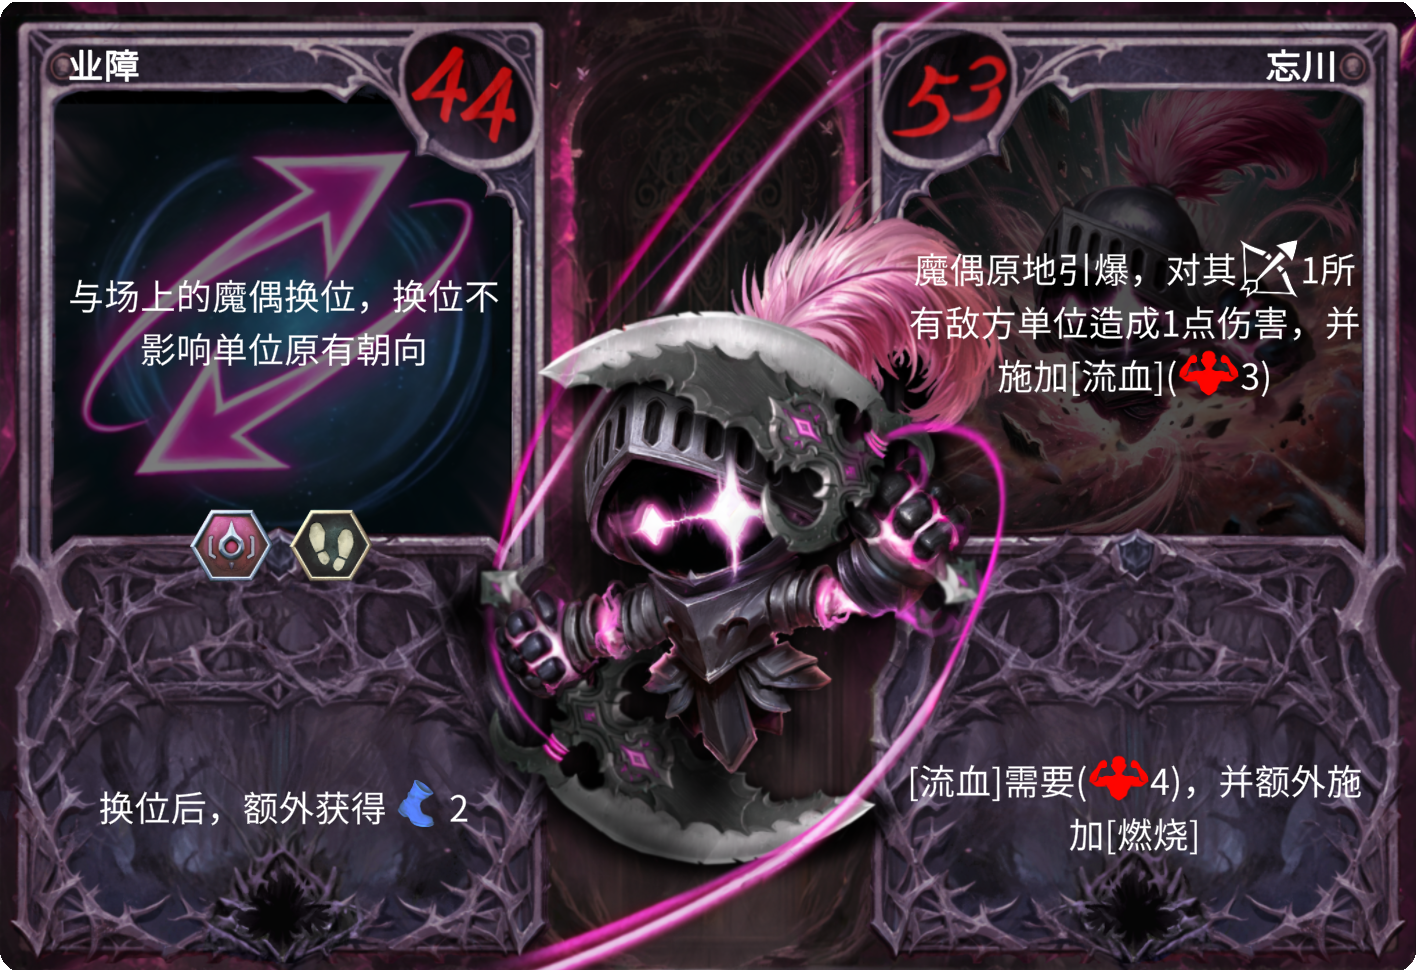 业障
44
与场上的魔偶换位，换位不
影响单位原有朝向
换位后，额外获得 2
53
忘川
魔偶原地引爆，对其1所
有敌方单位造成1点伤害，并
施加[流血](3)
[流血]需要(4)，并额外施
加[燃烧]